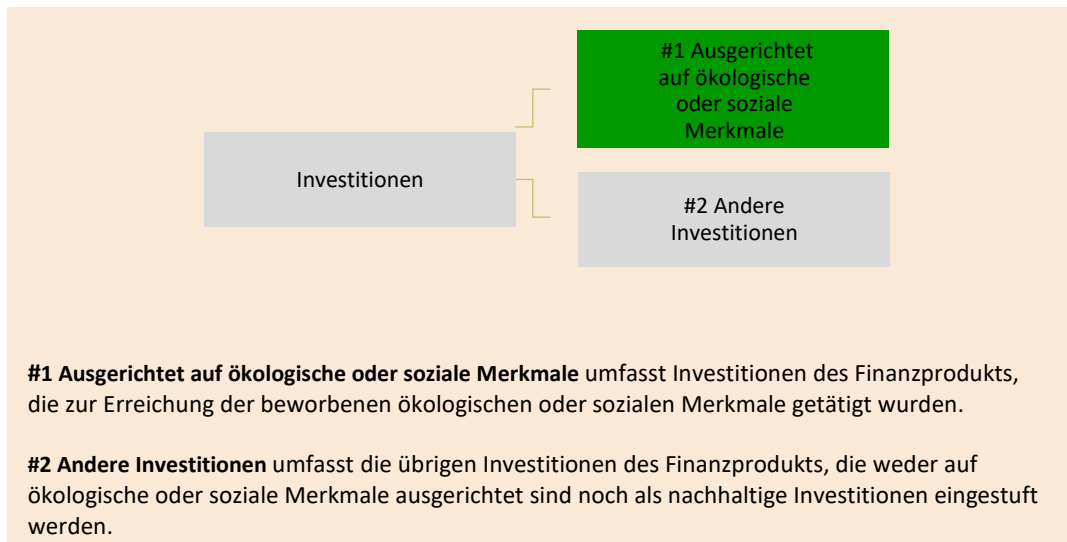 #1 Ausgerichtet
auf ökologische
oder soziale
Merkmale
Investitionen
#2 Andere
Investitionen
#1 Ausgerichtet auf ökologische oder soziale Merkmale umfasst Investitionen des Finanzprodukts,
die zur Erreichung der beworbenen ökologischen oder sozialen Merkmale getätigt wurden.
#2 Andere Investitionen umfasst die übrigen Investitionen des Finanzprodukts, die weder auf
ökologische oder soziale Merkmale ausgerichtet sind noch als nachhaltige Investitionen eingestuft
werden.